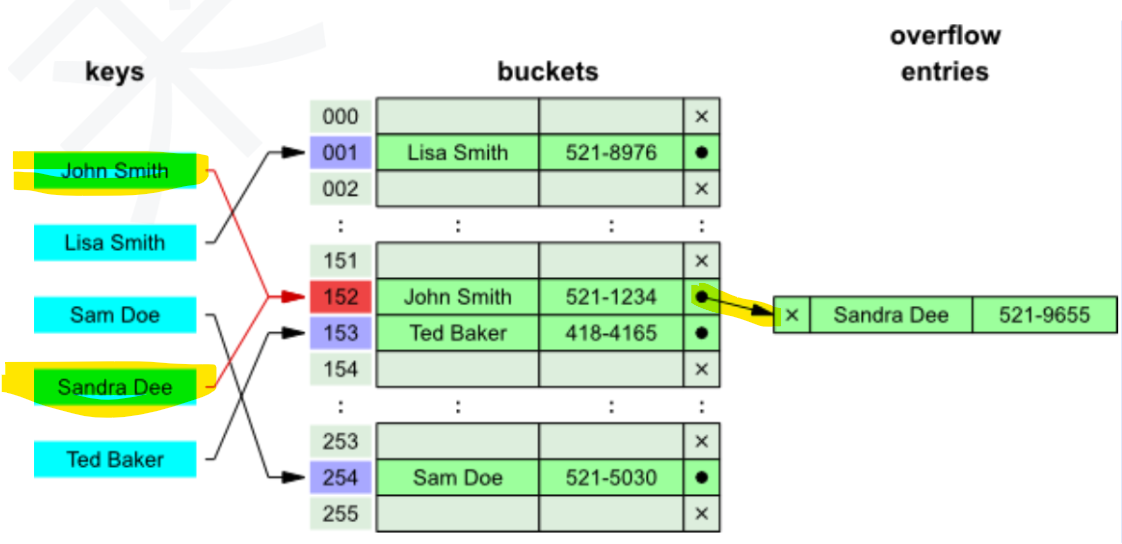 keys
buckets
overflow
entries
John Smith
Lisa Smith
Sam Doe
Sandra Dee
Ted Baker
000 ×
001 Lisa Smith 521-8976 ●
002 ×
: : : :
151 ×
152 John Smith 521-1234 ●
153 Ted Baker 418-4165 ●
154 ×
: : : :
253 ×
254 Sam Doe 521-5030 ●
255 ×
× Sandra Dee 521-9655